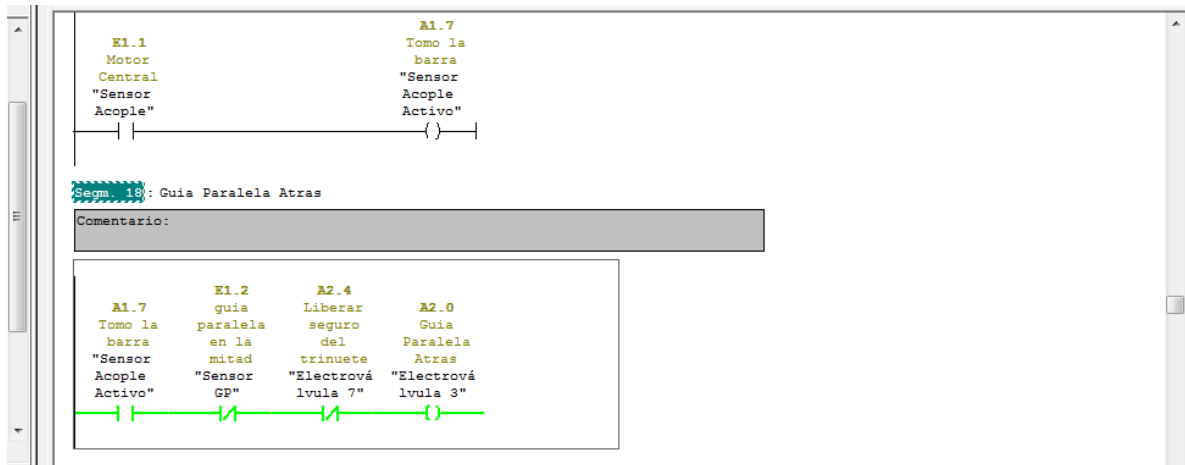 A1.7
E1.1 Tomo la
Motor barra
Central "Sensor
"Sensor Acople
Acople" Activo"
Segm. 18: Guia Paralela Atras
Comentario:
E1.2 A2.4
A1.7 guia Liberar A2.0
Tomo la paralela seguro Guia
barra en la del Paralela
"Sensor mitad trinuete Atras
Acople "Sensor "Electrová "Electrová
Activo" GP" lvula 7" lvula 3"